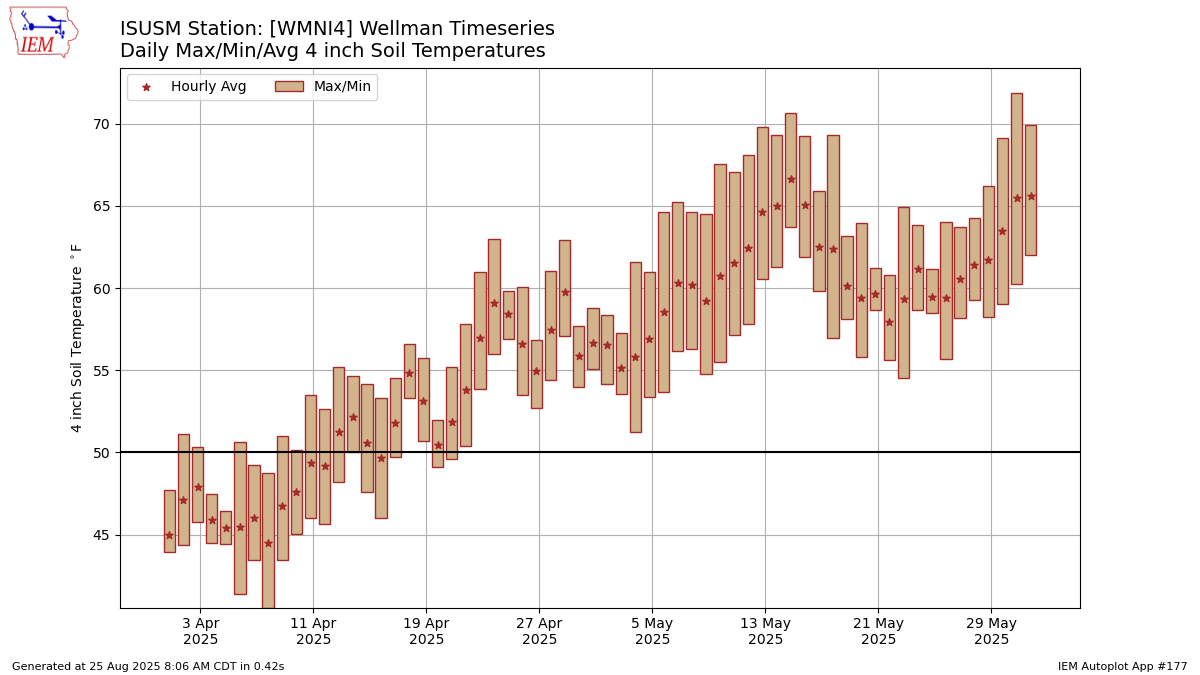 IEM
ISUSM Station: [WMNI4] Wellman Timeseries
Daily Max/Min/Avg 4 inch Soil Temperatures
Hourly Avg
Max/Min
4 inch Soil Temperature °F
70
65
60
55
50
45
3 Apr
2025
11 Apr
2025
19 Apr
2025
27 Apr
2025
5 May
2025
13 May
2025
21 May
2025
29 May
2025
Generated at 25 Aug 2025 8:06 AM CDT in 0.42s
IEM Autoplot App #177